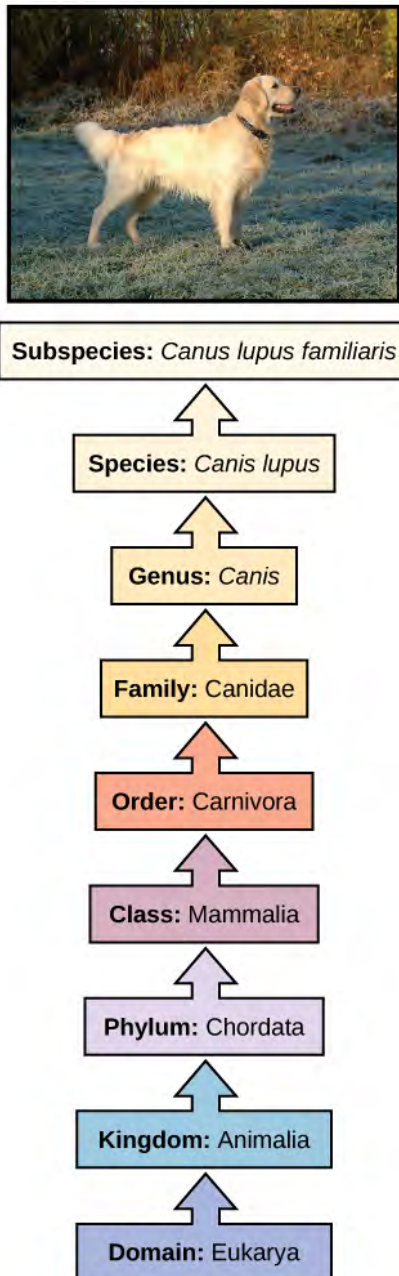 Subspecies: Canus lupus familiaris
Species: Canis lupus
Genus: Canis
Family: Canidae
Order: Carnivora
Class: Mammalia
Phylum: Chordata
Kingdom: Animalia
Domain: Eukarya